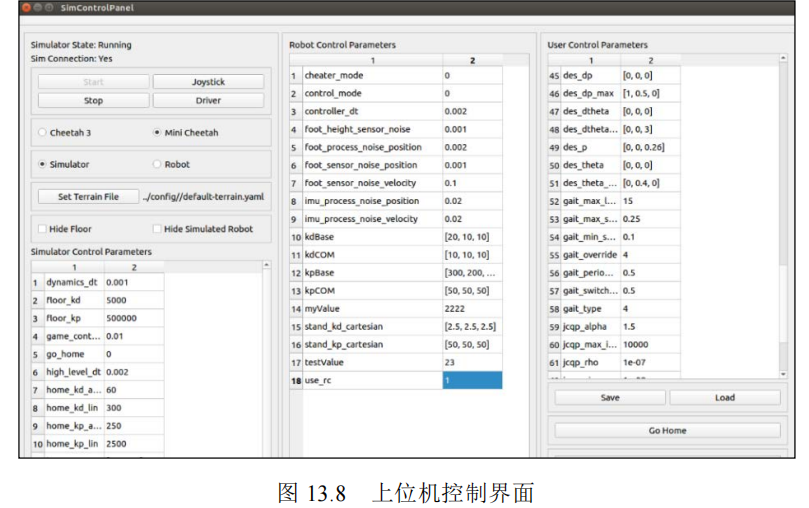 SimControlPanel
Simulator State: Running
Sim Connection: Yes
Start
Joystick
Stop
Driver
Cheetah 3
Mini Cheetah
Simulator
Robot
Set Terrain File
../config//default-terrain.yaml
Hide Floor
Hide Simulated Robot
Simulator Control Parameters
1 2
1 dynamics_dt 0.001
2 floor_kd 5000
3 floor_kp 500000
4 game_cont... 0.01
5 go_home 0
6 high_level_dt 0.002
7 home_kd_a... 60
8 home_kd_lin 300
9 home_kp_a... 250
10 home_kp_lin 2500
Robot Control Parameters
1 2
1 cheater_mode 0
2 control_mode 0
3 controller_dt 0.002
4 foot_height_sensor_noise 0.001
5 foot_process_noise_position 0.002
6 foot_sensor_noise_position 0.001
7 foot_sensor_noise_velocity 0.1
8 imu_process_noise_position 0.02
9 imu_process_noise_velocity 0.02
10 kdBase [20, 10, 10]
11 kdCOM [10, 10, 10]
12 kpBase [300, 200, ...
13 kpCOM [50, 50, 50]
14 myValue 2222
15 stand_kd_cartesian [2.5, 2.5, 2.5]
16 stand_kp_cartesian [50, 50, 50]
17 testValue 23
18 use_rc 1
User Control Parameters
1 2
45 des_dp [0, 0, 0]
46 des_dp_max [1, 0.5, 0]
47 des_dtheta [0, 0, 0]
48 des_dtheta... [0, 0, 3]
49 des_p [0, 0, 0.26]
50 des_theta [0, 0, 0]
51 des_theta_... [0, 0.4, 0]
52 gait_max_l... 15
53 gait_max_s... 0.25
54 gait_min_s... 0.1
55 gait_override 4
56 gait_perio... 0.5
57 gait_switch... 0.5
58 gait_type 4
59 jcqp_alpha 1.5
60 jcqp_max_i... 10000
61 jcqp_rho 1e-07
Save
Load
Go Home
图 13.8 上位机控制界面